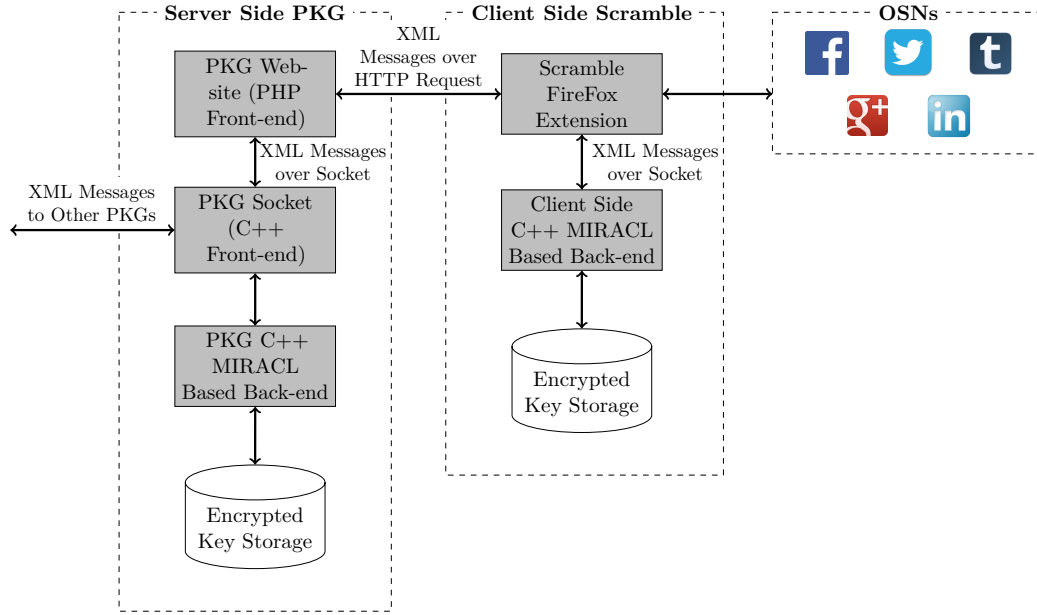 Server Side PKG
Client Side Scramble
OSNs
PKG Web-
site (PHP
Front-end)
XML
Messages over
HTTP Request
Scramble
FireFox
Extension
f
t
g+
in
XML Messages
over Socket
XML Messages
over Socket
XML Messages
to Other PKGs
PKG Socket
(C++
Front-end)
Client Side
C++ MIRACL
Based Back-end
PKG C++
MIRACL
Based Back-end
Encrypted
Key Storage
Encrypted
Key Storage